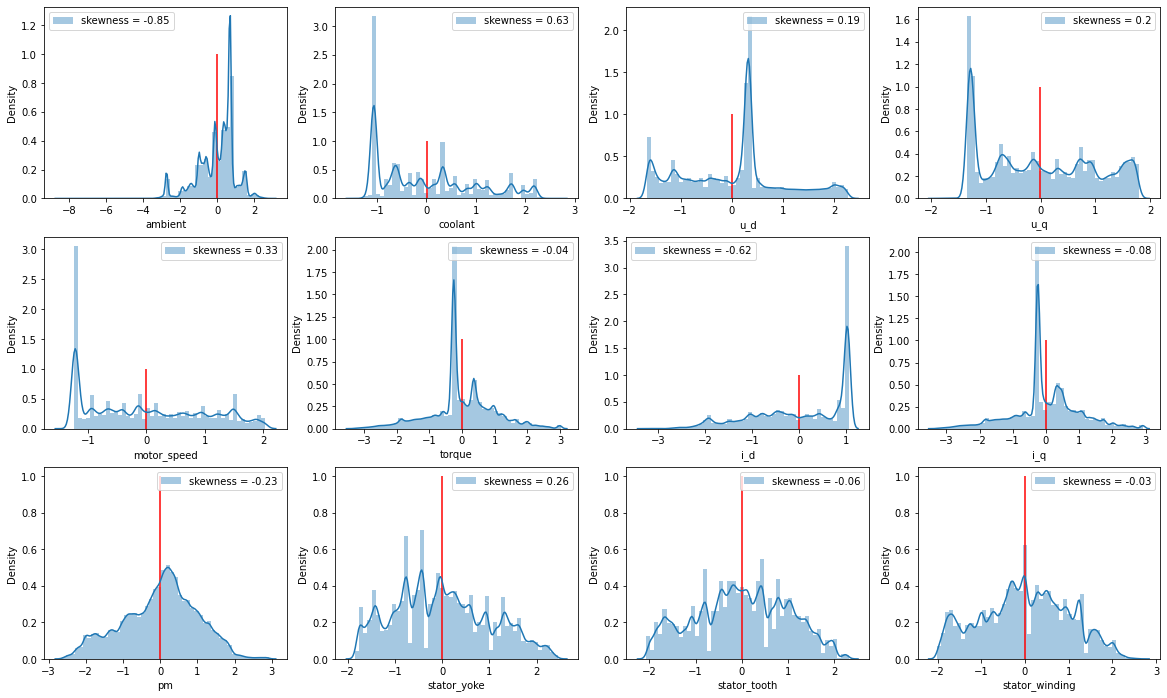 skewness = -0.85
Density
0.0 0.2 0.4 0.6 0.8 1.0 1.2
−8 −6 −4 −2 0 2
ambient
skewness = 0.63
Density
0.0 0.5 1.0 1.5 2.0 2.5 3.0
−1 0 1 2 3
coolant
skewness = 0.19
Density
0.0 0.5 1.0 1.5 2.0
−2 −1 0 1 2
u_d
skewness = 0.2
Density
0.0 0.2 0.4 0.6 0.8 1.0 1.2 1.4 1.6
−2 −1 0 1 2
u_q
skewness = 0.33
Density
0.0 0.5 1.0 1.5 2.0 2.5 3.0
−1 0 1 2
motor_speed
skewness = -0.04
Density
0.00 0.25 0.50 0.75 1.00 1.25 1.50 1.75 2.00
−3 −2 −1 0 1 2 3
torque
skewness = -0.62
Density
0.0 0.5 1.0 1.5 2.0 2.5 3.0 3.5
−3 −2 −1 0 1
i_d
skewness = -0.08
Density
0.00 0.25 0.50 0.75 1.00 1.25 1.50 1.75 2.00
−3 −2 −1 0 1 2 3
i_q
skewness = -0.23
Density
0.0 0.2 0.4 0.6 0.8 1.0
−3 −2 −1 0 1 2 3
pm
skewness = 0.26
Density
0.0 0.2 0.4 0.6 0.8 1.0
−2 −1 0 1 2
stator_yoke
skewness = -0.06
Density
0.0 0.2 0.4 0.6 0.8 1.0
−2 −1 0 1 2
stator_tooth
skewness = -0.03
Density
0.0 0.2 0.4 0.6 0.8 1.0
−2 −1 0 1 2 3
stator_winding